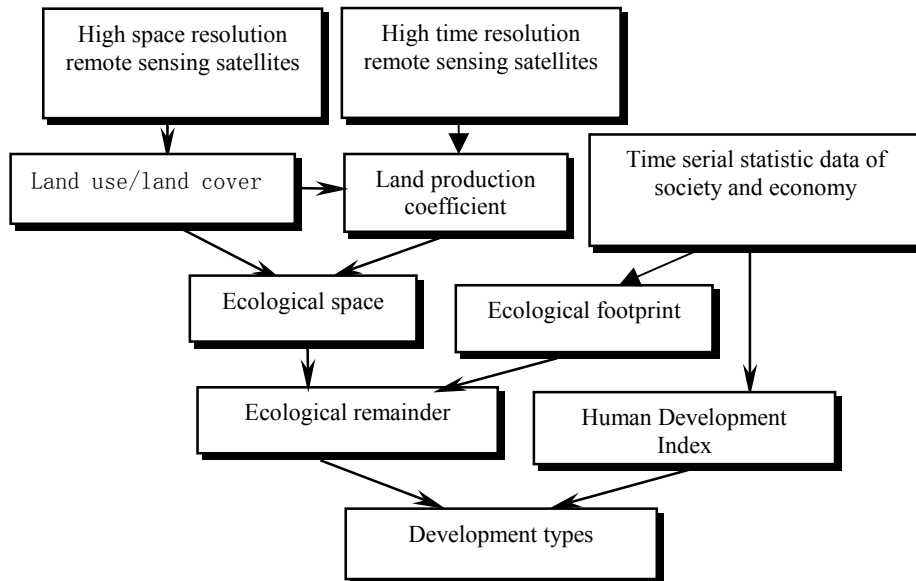 High space resolution
remote sensing satellites
High time resolution
remote sensing satellites
Time serial statistic data of
society and economy
Land use/land cover
Land production
coefficient
Ecological space
Ecological footprint
Ecological remainder
Human Development
Index
Development types